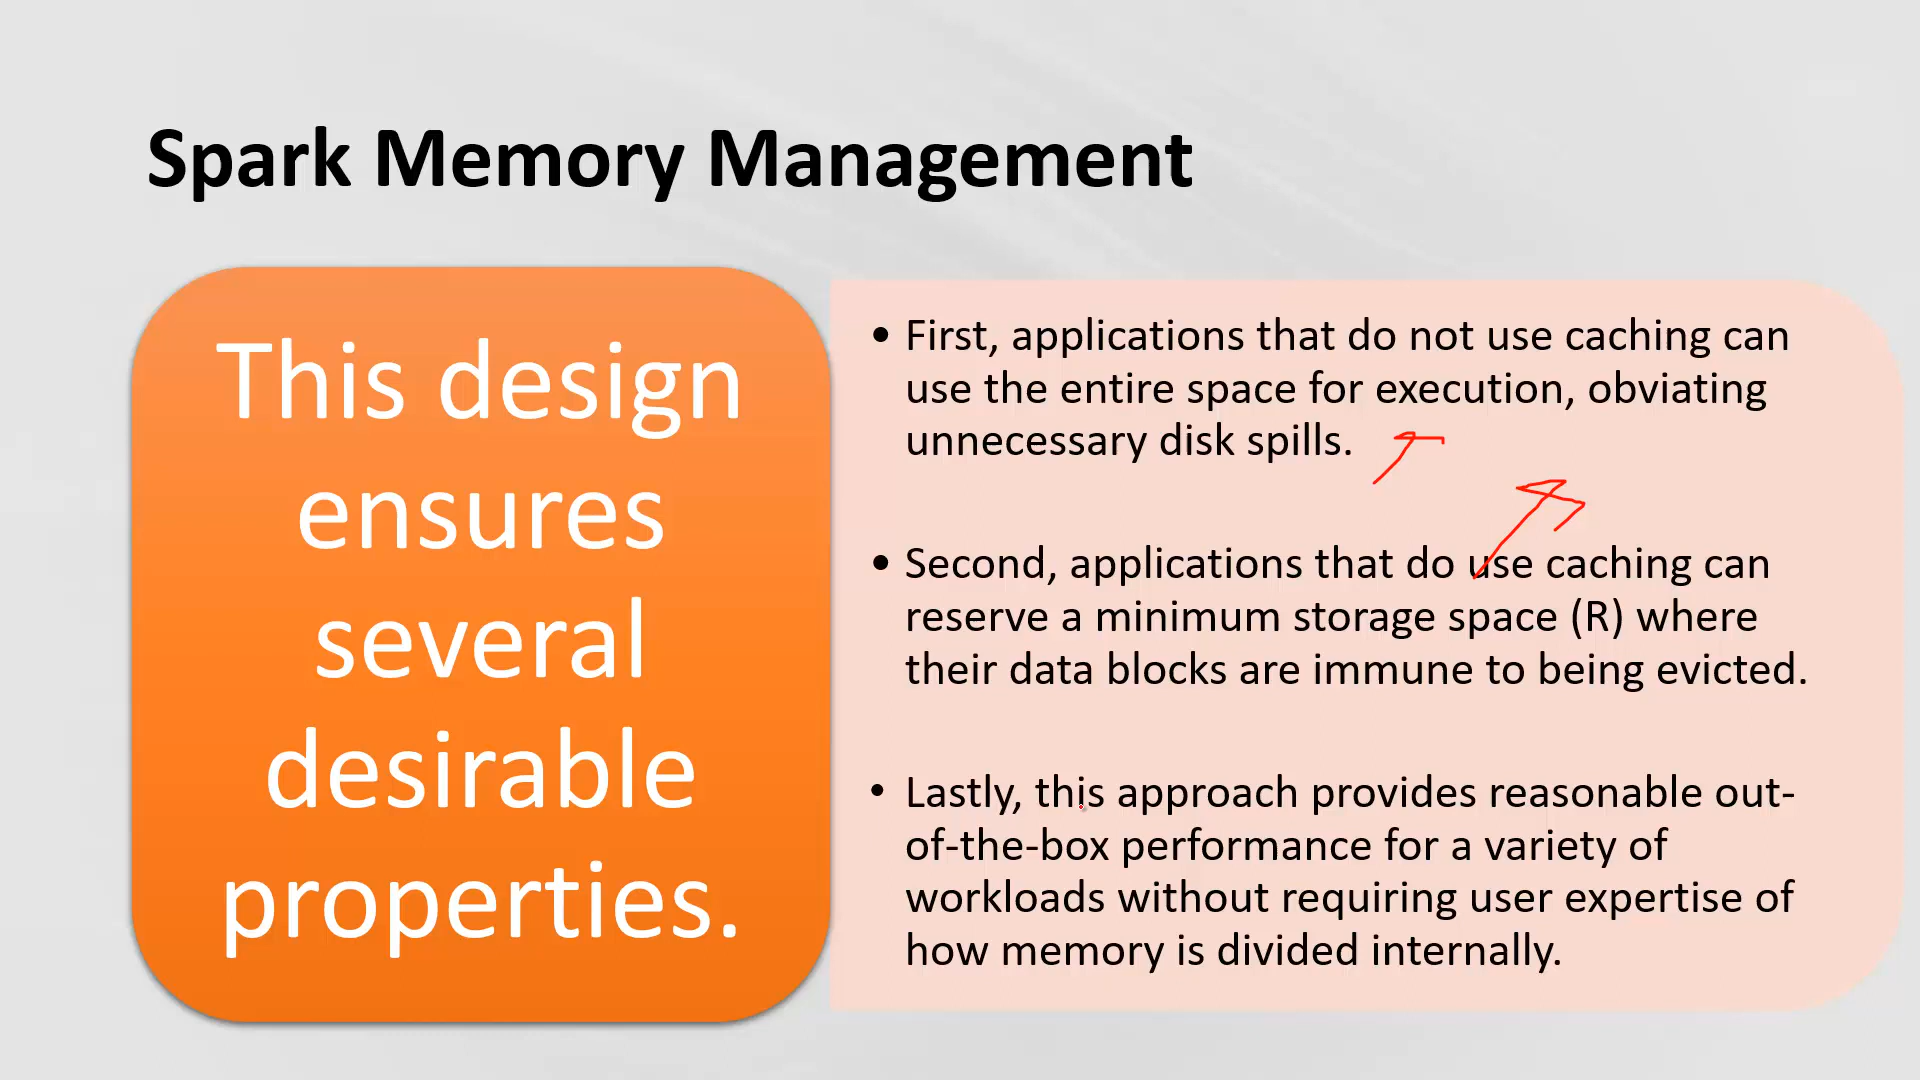 Spark Memory Management
This design
ensures
several
desirable
properties.
• First, applications that do not use caching can
use the entire space for execution, obviating
unnecessary disk spills.
• Second, applications that do use caching can
reserve a minimum storage space (R) where
their data blocks are immune to being evicted.
• Lastly, this approach provides reasonable out-
of-the-box performance for a variety of
workloads without requiring user expertise of
how memory is divided internally.